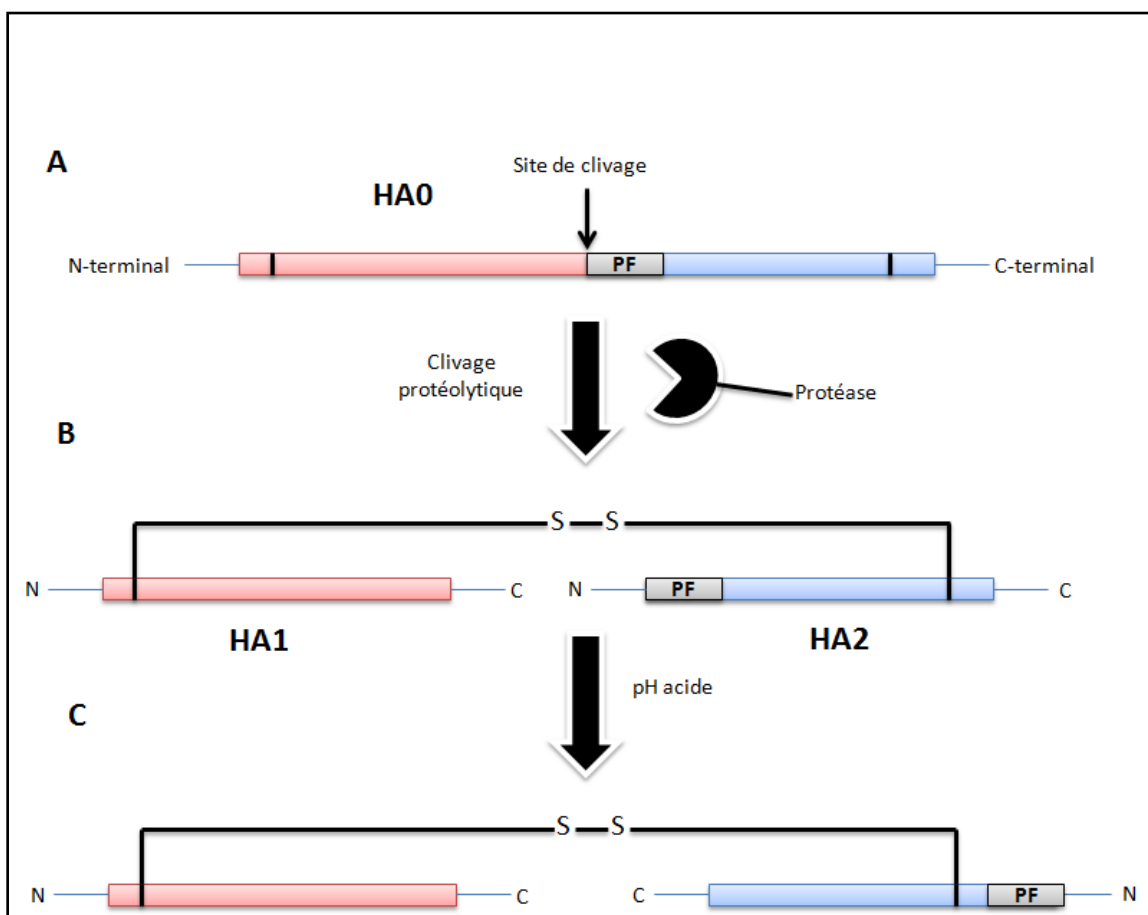 A
Site de clivage
HA0
N-terminal
PF
C-terminal
Clivage
protéolytique
Protéase
B
S S
N
C
N
PF
C
HA1
HA2
pH acide
C
S S
N
C
C
PF
N